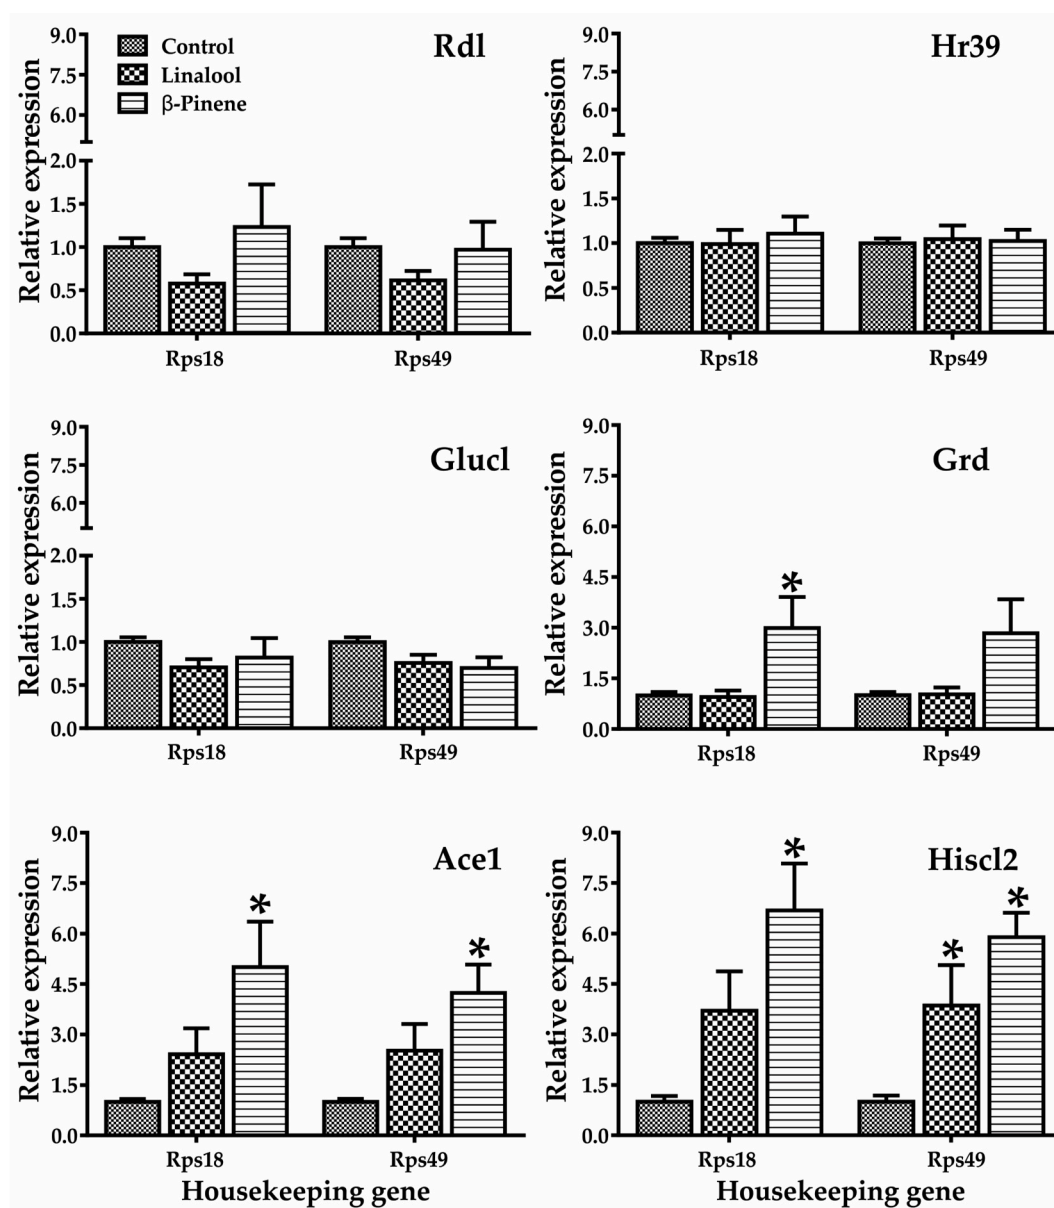 Rdl
Control
Linalool
β-Pinene
Relative expression
9.0
7.5
6.0
2.0
1.5
1.0
0.5
0.0
Rps18
Rps49
Hr39
Relative expression
9.0
7.5
6.0
2.0
1.5
1.0
0.5
0.0
Rps18
Rps49
Glucl
Relative expression
9.0
7.5
6.0
2.0
1.5
1.0
0.5
0.0
Rps18
Rps49
Grd
Relative expression
9.0
7.5
6.0
4.5
3.0
1.5
0.0
*
Rps18
Rps49
Ace1
Relative expression
9.0
7.5
6.0
4.5
3.0
1.5
0.0
*
*
Rps18
Rps49
Housekeeping gene
Hiscl2
Relative expression
9.0
7.5
6.0
4.5
3.0
1.5
0.0
*
*
*
Rps18
Rps49
Housekeeping gene